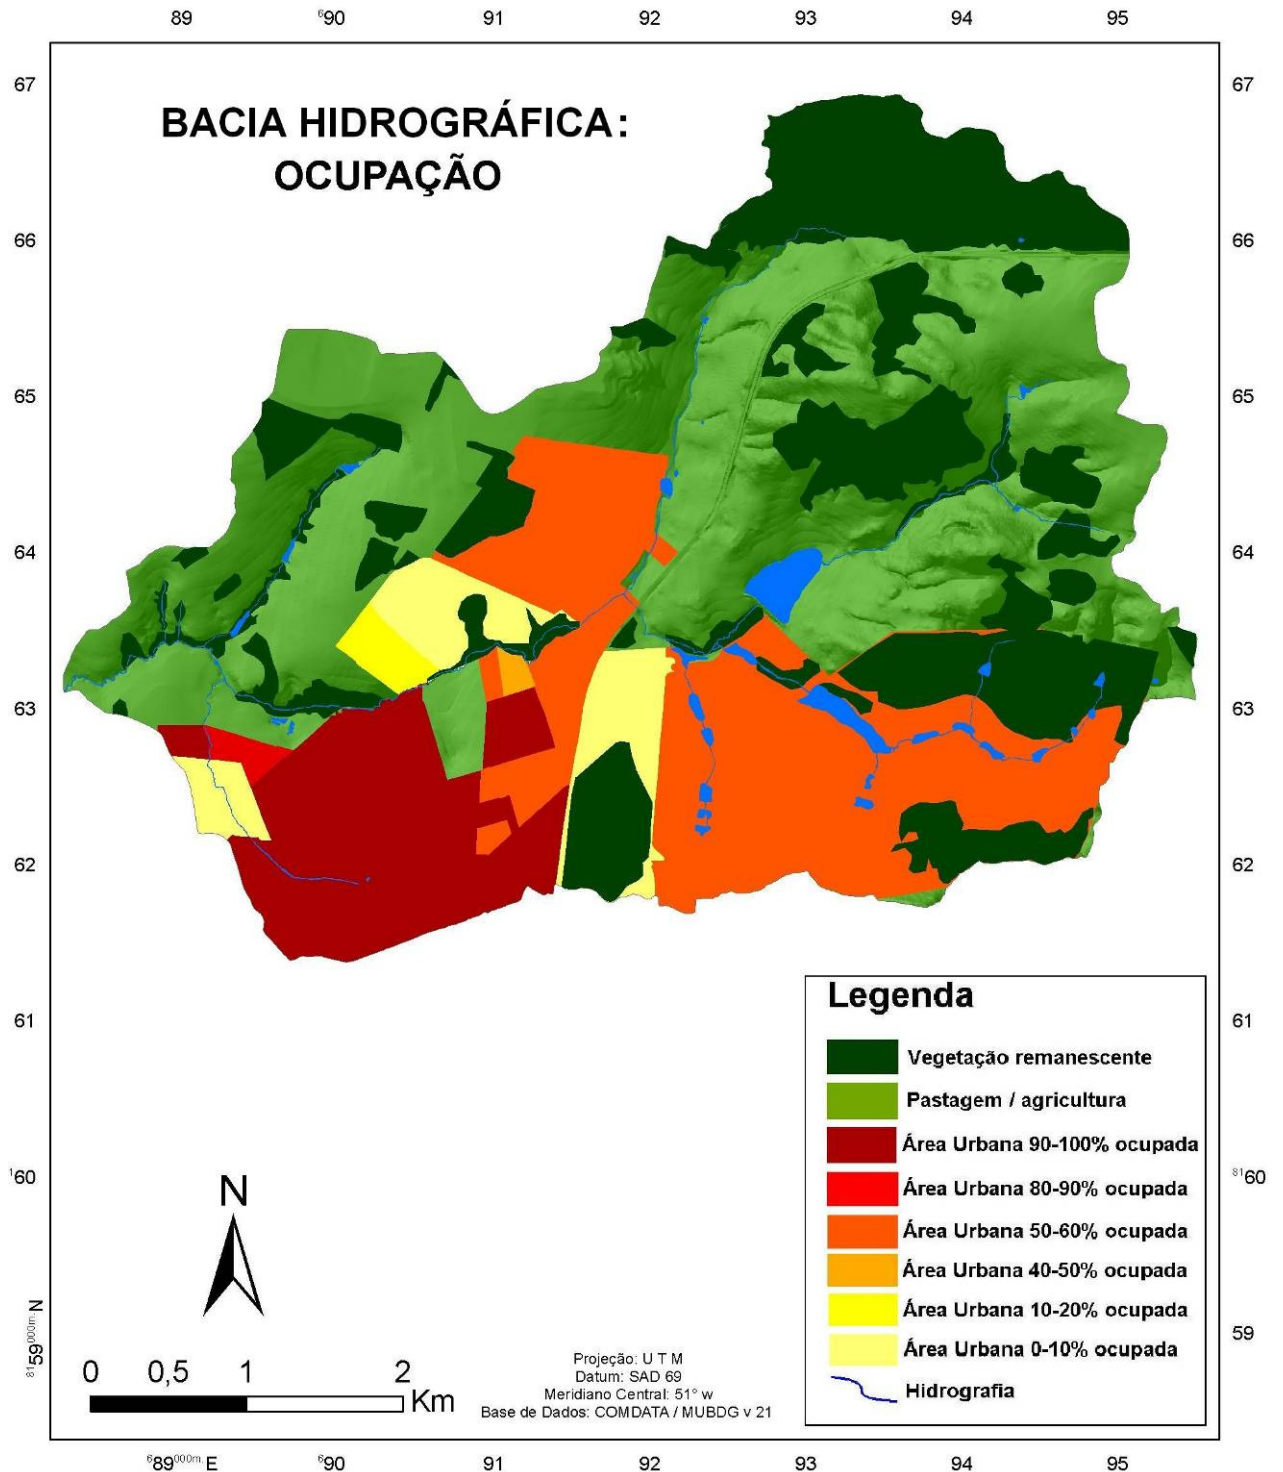 89 ⁶90 91 92 93 94 95
67 67
BACIA HIDROGRÁFICA:
OCUPAÇÃO
66 66
65 65
64 64
63 63
62 62
61 61
¹60 ⁸¹60
⁸¹59⁰⁰⁰ᵐ·N 59
Legenda
Vegetação remanescente
Pastagem / agricultura
Área Urbana 90-100% ocupada
Área Urbana 80-90% ocupada
Área Urbana 50-60% ocupada
Área Urbana 40-50% ocupada
Área Urbana 10-20% ocupada
Área Urbana 0-10% ocupada
Hidrografia
N
0 0,5 1 2
Km
Projeção: U T M
Datum: SAD 69
Meridiano Central: 51° w
Base de Dados: COMDATA / MUBDG v 21
⁶89⁰⁰⁰ᵐ·E ⁶90 91 92 93 94 95